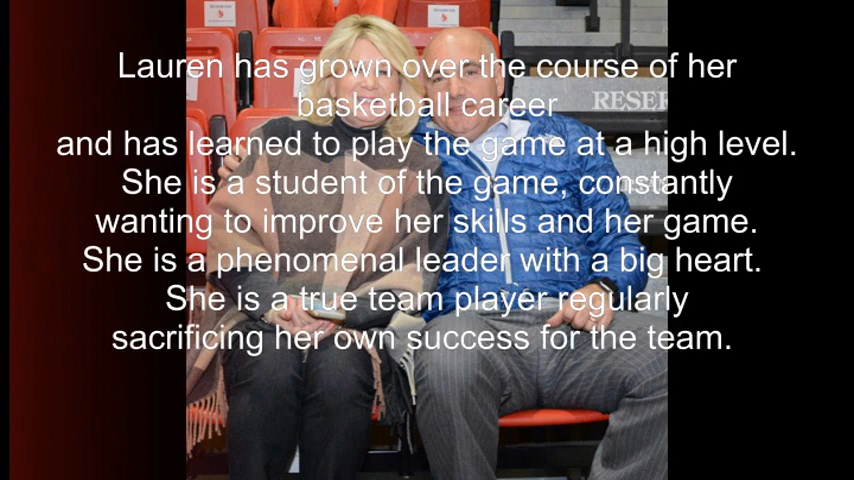 Lauren has grown over the course of her
basketball career
and has learned to play the game at a high level.
She is a student of the game, constantly
wanting to improve her skills and her game.
She is a phenomenal leader with a big heart.
She is a true team player regularly
sacrificing her own success for the team.
RESER